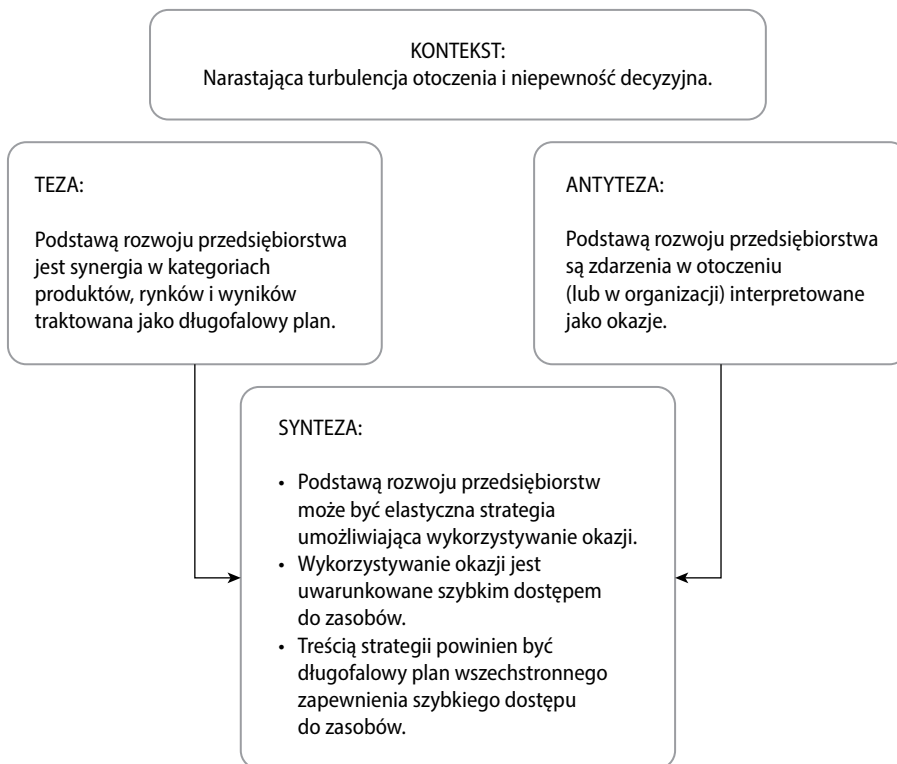 KONTEKST:
Narastająca turbulencja otoczenia i niepewność decyzyjna.
TEZA:
Podstawą rozwoju przedsiębiorstwa
jest synergia w kategoriach
produktów, rynków i wyników
traktowana jako długofalowy plan.
ANTYTEZA:
Podstawą rozwoju przedsiębiorstwa
są zdarzenia w otoczeniu
(lub w organizacji) interpretowane
jako okazje.
SYNTEZA:
• Podstawą rozwoju przedsiębiorstw
może być elastyczna strategia
umożliwiająca wykorzystywanie okazji.
• Wykorzystywanie okazji jest
uwarunkowane szybkim dostępem
do zasobów.
• Treścią strategii powinien być
długofalowy plan wszechstronnego
zapewnienia szybkiego dostępu
do zasobów.